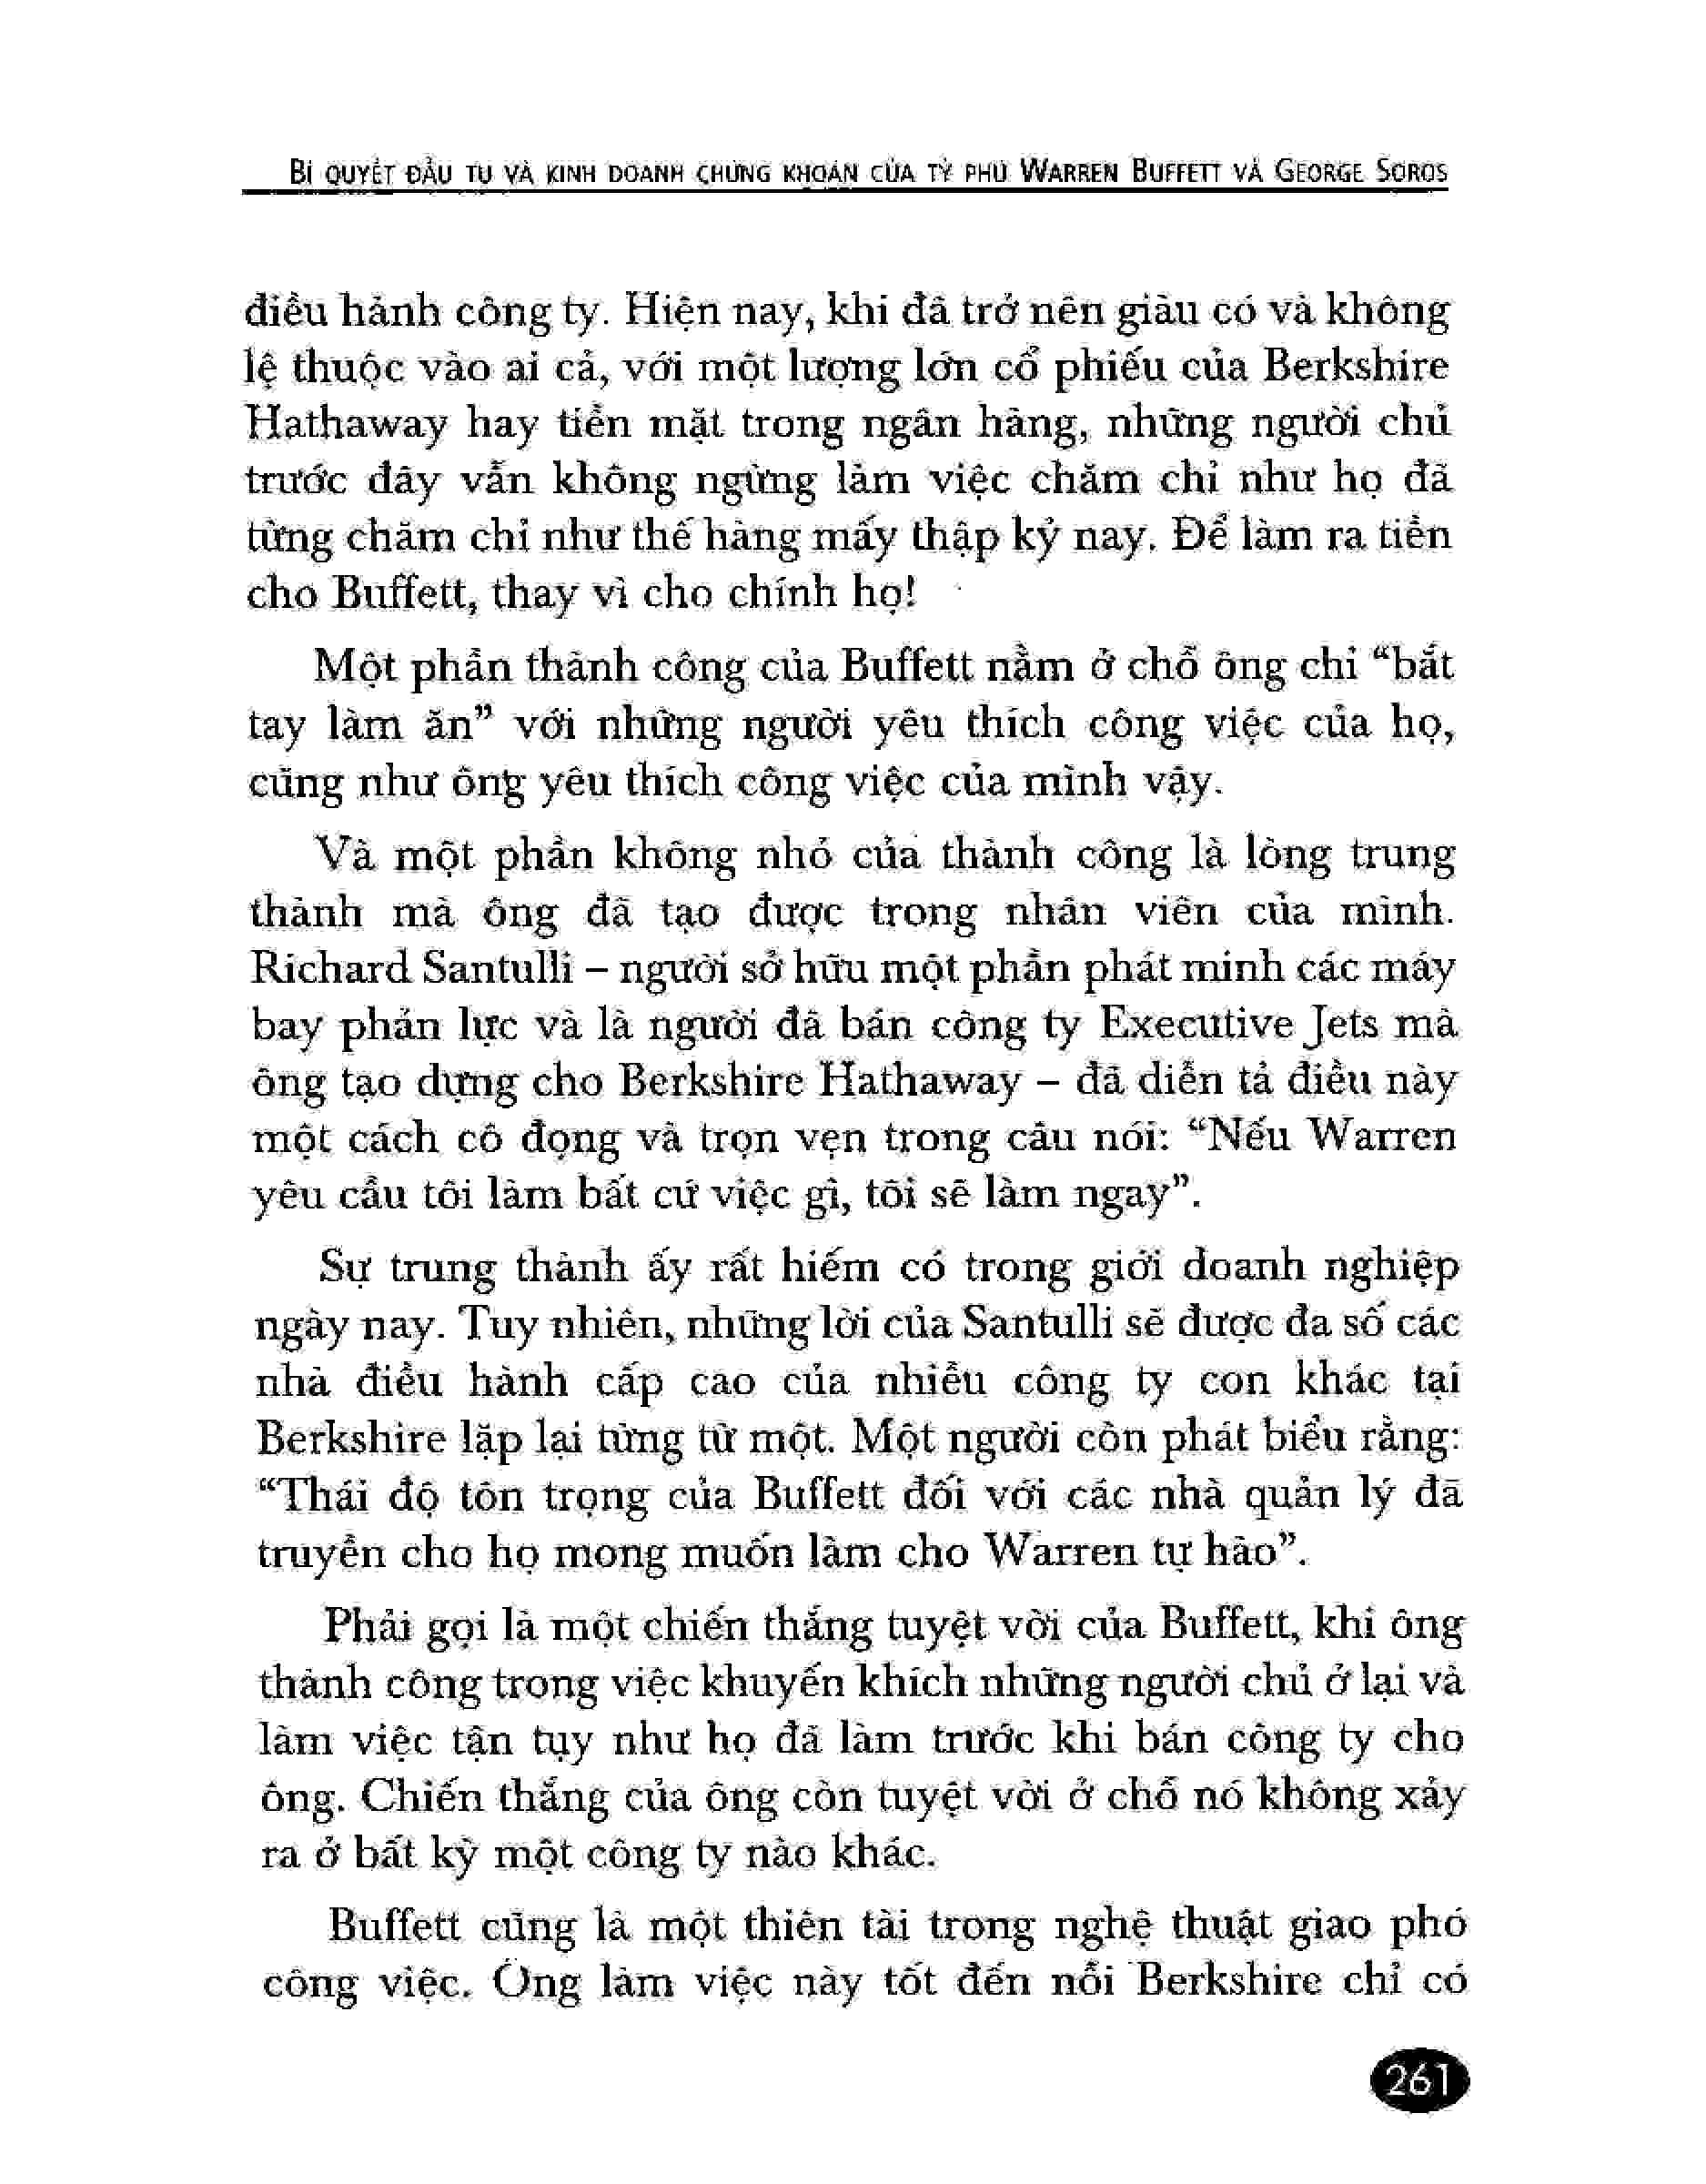 BÍ QUYẾT ĐẦU TƯ VÀ KINH DOANH CHỨNG KHOÁN CỦA TỶ PHÚ WARREN BUFFETT VÀ GEORGE SOROS
điều hành công ty. Hiện nay, khi đã trở nên giàu có và không
lệ thuộc vào ai cả, với một lượng lớn cổ phiếu của Berkshire
Hathaway hay tiền mặt trong ngân hàng, những người chủ
trước đây vẫn không ngừng làm việc chăm chỉ như họ đã
từng chăm chỉ như thế hàng mấy thập kỷ nay. Để làm ra tiền
cho Buffett, thay vì cho chính họ!
Một phần thành công của Buffett nằm ở chỗ ông chỉ “bắt
tay làm ăn” với những người yêu thích công việc của họ,
cũng như ông yêu thích công việc của mình vậy.
Và một phần không nhỏ của thành công là lòng trung
thành mà ông đã tạo được trong nhân viên của mình.
Richard Santulli – người sở hữu một phần phát minh các máy
bay phản lực và là người đã bán công ty Executive Jets mà
ông tạo dựng cho Berkshire Hathaway – đã diễn tả điều này
một cách cô đọng và trọn vẹn trong câu nói: “Nếu Warren
yêu cầu tôi làm bất cứ việc gì, tôi sẽ làm ngay”.
Sự trung thành ấy rất hiếm có trong giới doanh nghiệp
ngày nay. Tuy nhiên, những lời của Santulli sẽ được đa số các
nhà điều hành cấp cao của nhiều công ty con khác tại
Berkshire lặp lại từng từ một. Một người còn phát biểu rằng:
“Thái độ tôn trọng của Buffett đối với các nhà quản lý đã
truyền cho họ mong muốn làm cho Warren tự hào”.
Phải gọi là một chiến thắng tuyệt vời của Buffett, khi ông
thành công trong việc khuyến khích những người chủ ở lại và
làm việc tận tụy như họ đã làm trước khi bán công ty cho
ông. Chiến thắng của ông còn tuyệt vời ở chỗ nó không xảy
ra ở bất kỳ một công ty nào khác.
Buffett cũng là một thiên tài trong nghệ thuật giao phó
công việc. Ông làm việc này tốt đến nỗi Berkshire chỉ có
261